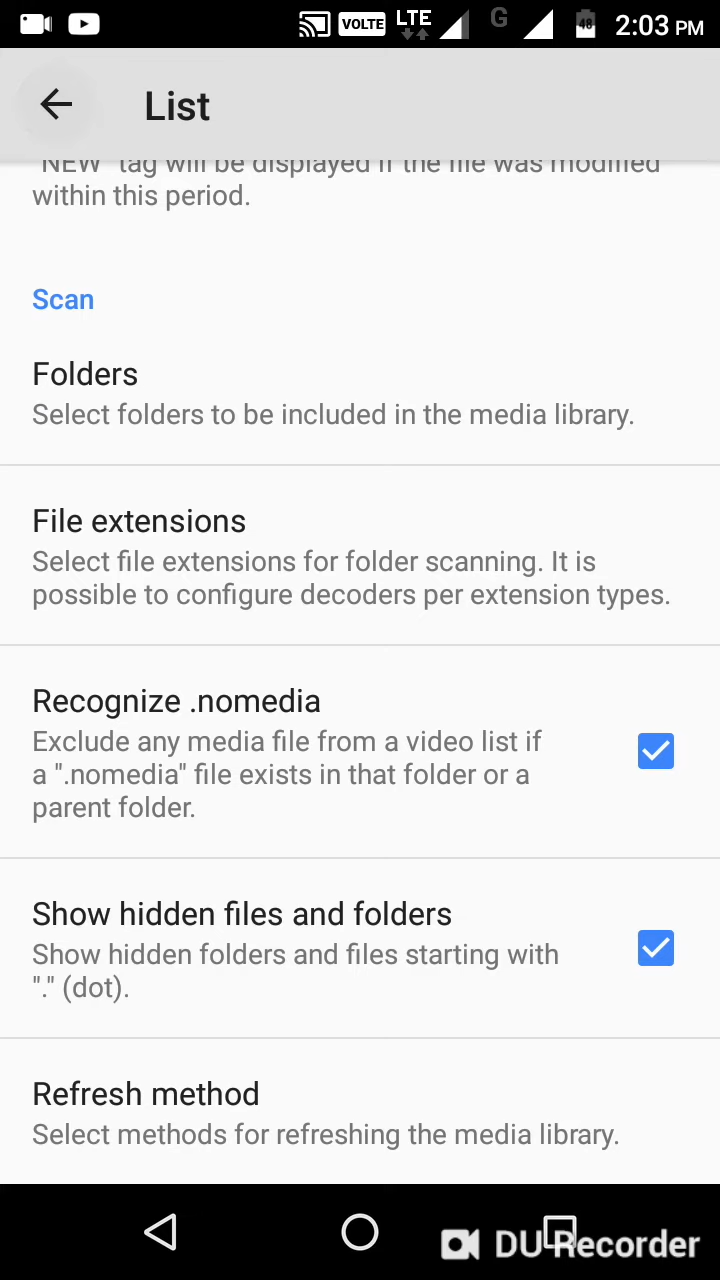 VOLTE LTE G 48 2:03 PM
List
"NEW" tag will be displayed if the file was modified
within this period.
Scan
Folders
Select folders to be included in the media library.
File extensions
Select file extensions for folder scanning. It is
possible to configure decoders per extension types.
Recognize .nomedia
Exclude any media file from a video list if
a ".nomedia" file exists in that folder or a
parent folder.
Show hidden files and folders
Show hidden folders and files starting with
"." (dot).
Refresh method
Select methods for refreshing the media library.
DU Recorder